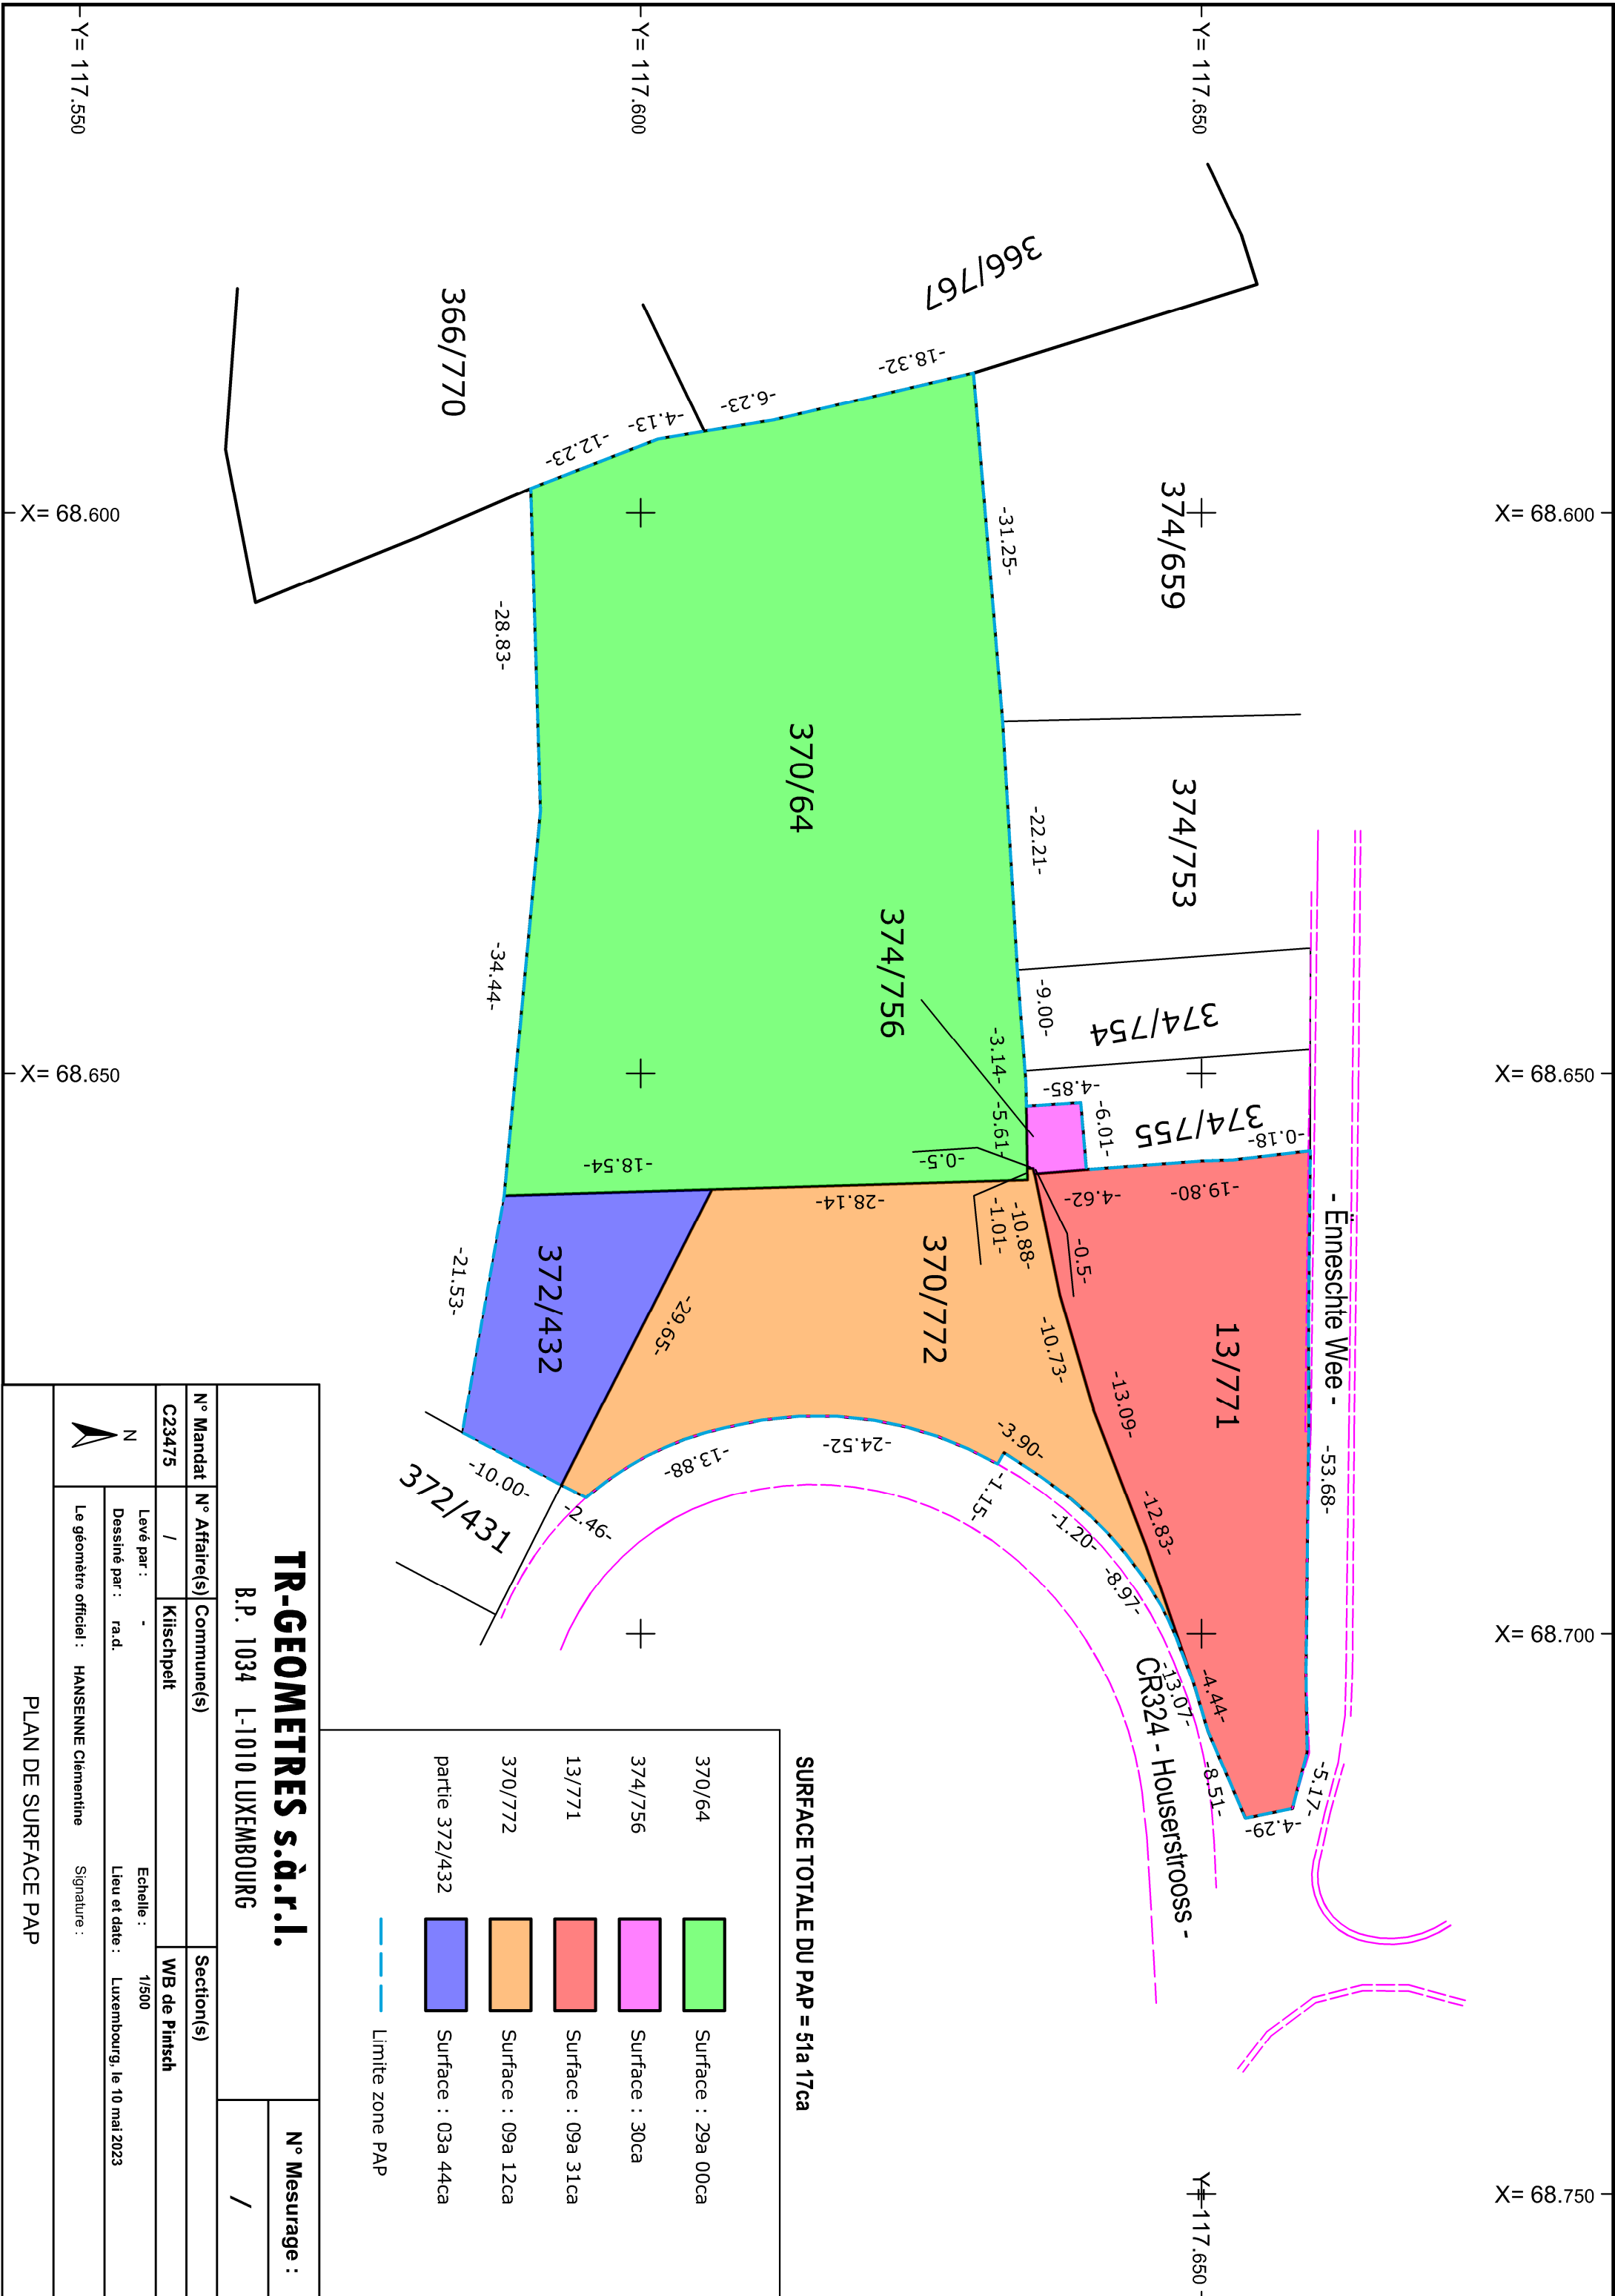 Y= 117.550
Y= 117.600
Y= 117.650
X= 68.600
X= 68.600
X= 68.650
X= 68.650
X= 68.700
X= 68.750
Y= 117.650
366/767
366/770
374/659
374/753
374/754
374/755
374/756
370/64
370/772
372/432
372/431
13/771
-18.32-
-6.23-
-4.13-
-12.23-
-31.25-
-22.21-
-9.00-
-3.14-
-5.61-
-4.85-
-6.01-
-0.18-
-19.80-
-4.62-
-0.5-
-0.5-
-1.01-
-10.88-
-10.73-
-13.09-
-12.83-
-53.68-
-28.83-
-34.44-
-18.54-
-28.14-
-21.53-
-29.65-
-10.00-
-2.46-
-13.88-
-24.52-
-3.90-
-1.15-
-1.20-
-8.97-
-13.07-
-4.44-
-8.51-
-4.29-
-5.17-
- Ënneschte Wee -
CR324 - Houserstrooss -
SURFACE TOTALE DU PAP = 51a 17ca
370/64 Surface : 29a 00ca
374/756 Surface : 30ca
13/771 Surface : 09a 31ca
370/772 Surface : 09a 12ca
partie 372/432 Surface : 03a 44ca
Limite zone PAP
TR-GEOMETRES s.à.r.l.
B.P. 1034 L-1010 LUXEMBOURG
N° Mesurage :
/
N° Mandat N° Affaire(s) Commune(s) Section(s)
C23475 / Kiischpelt WB de Pintsch
N
Levé par : - Echelle : 1/500
Dessiné par : ra.d. Lieu et date : Luxembourg, le 10 mai 2023
Le géomètre officiel : HANSENNE Clémentine Signature :
PLAN DE SURFACE PAP